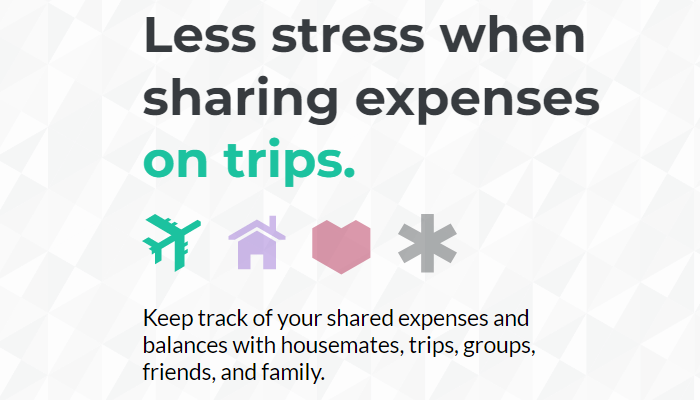 Less stress when
sharing expenses
on trips.
Keep track of your shared expenses and
balances with housemates, trips, groups,
friends, and family.